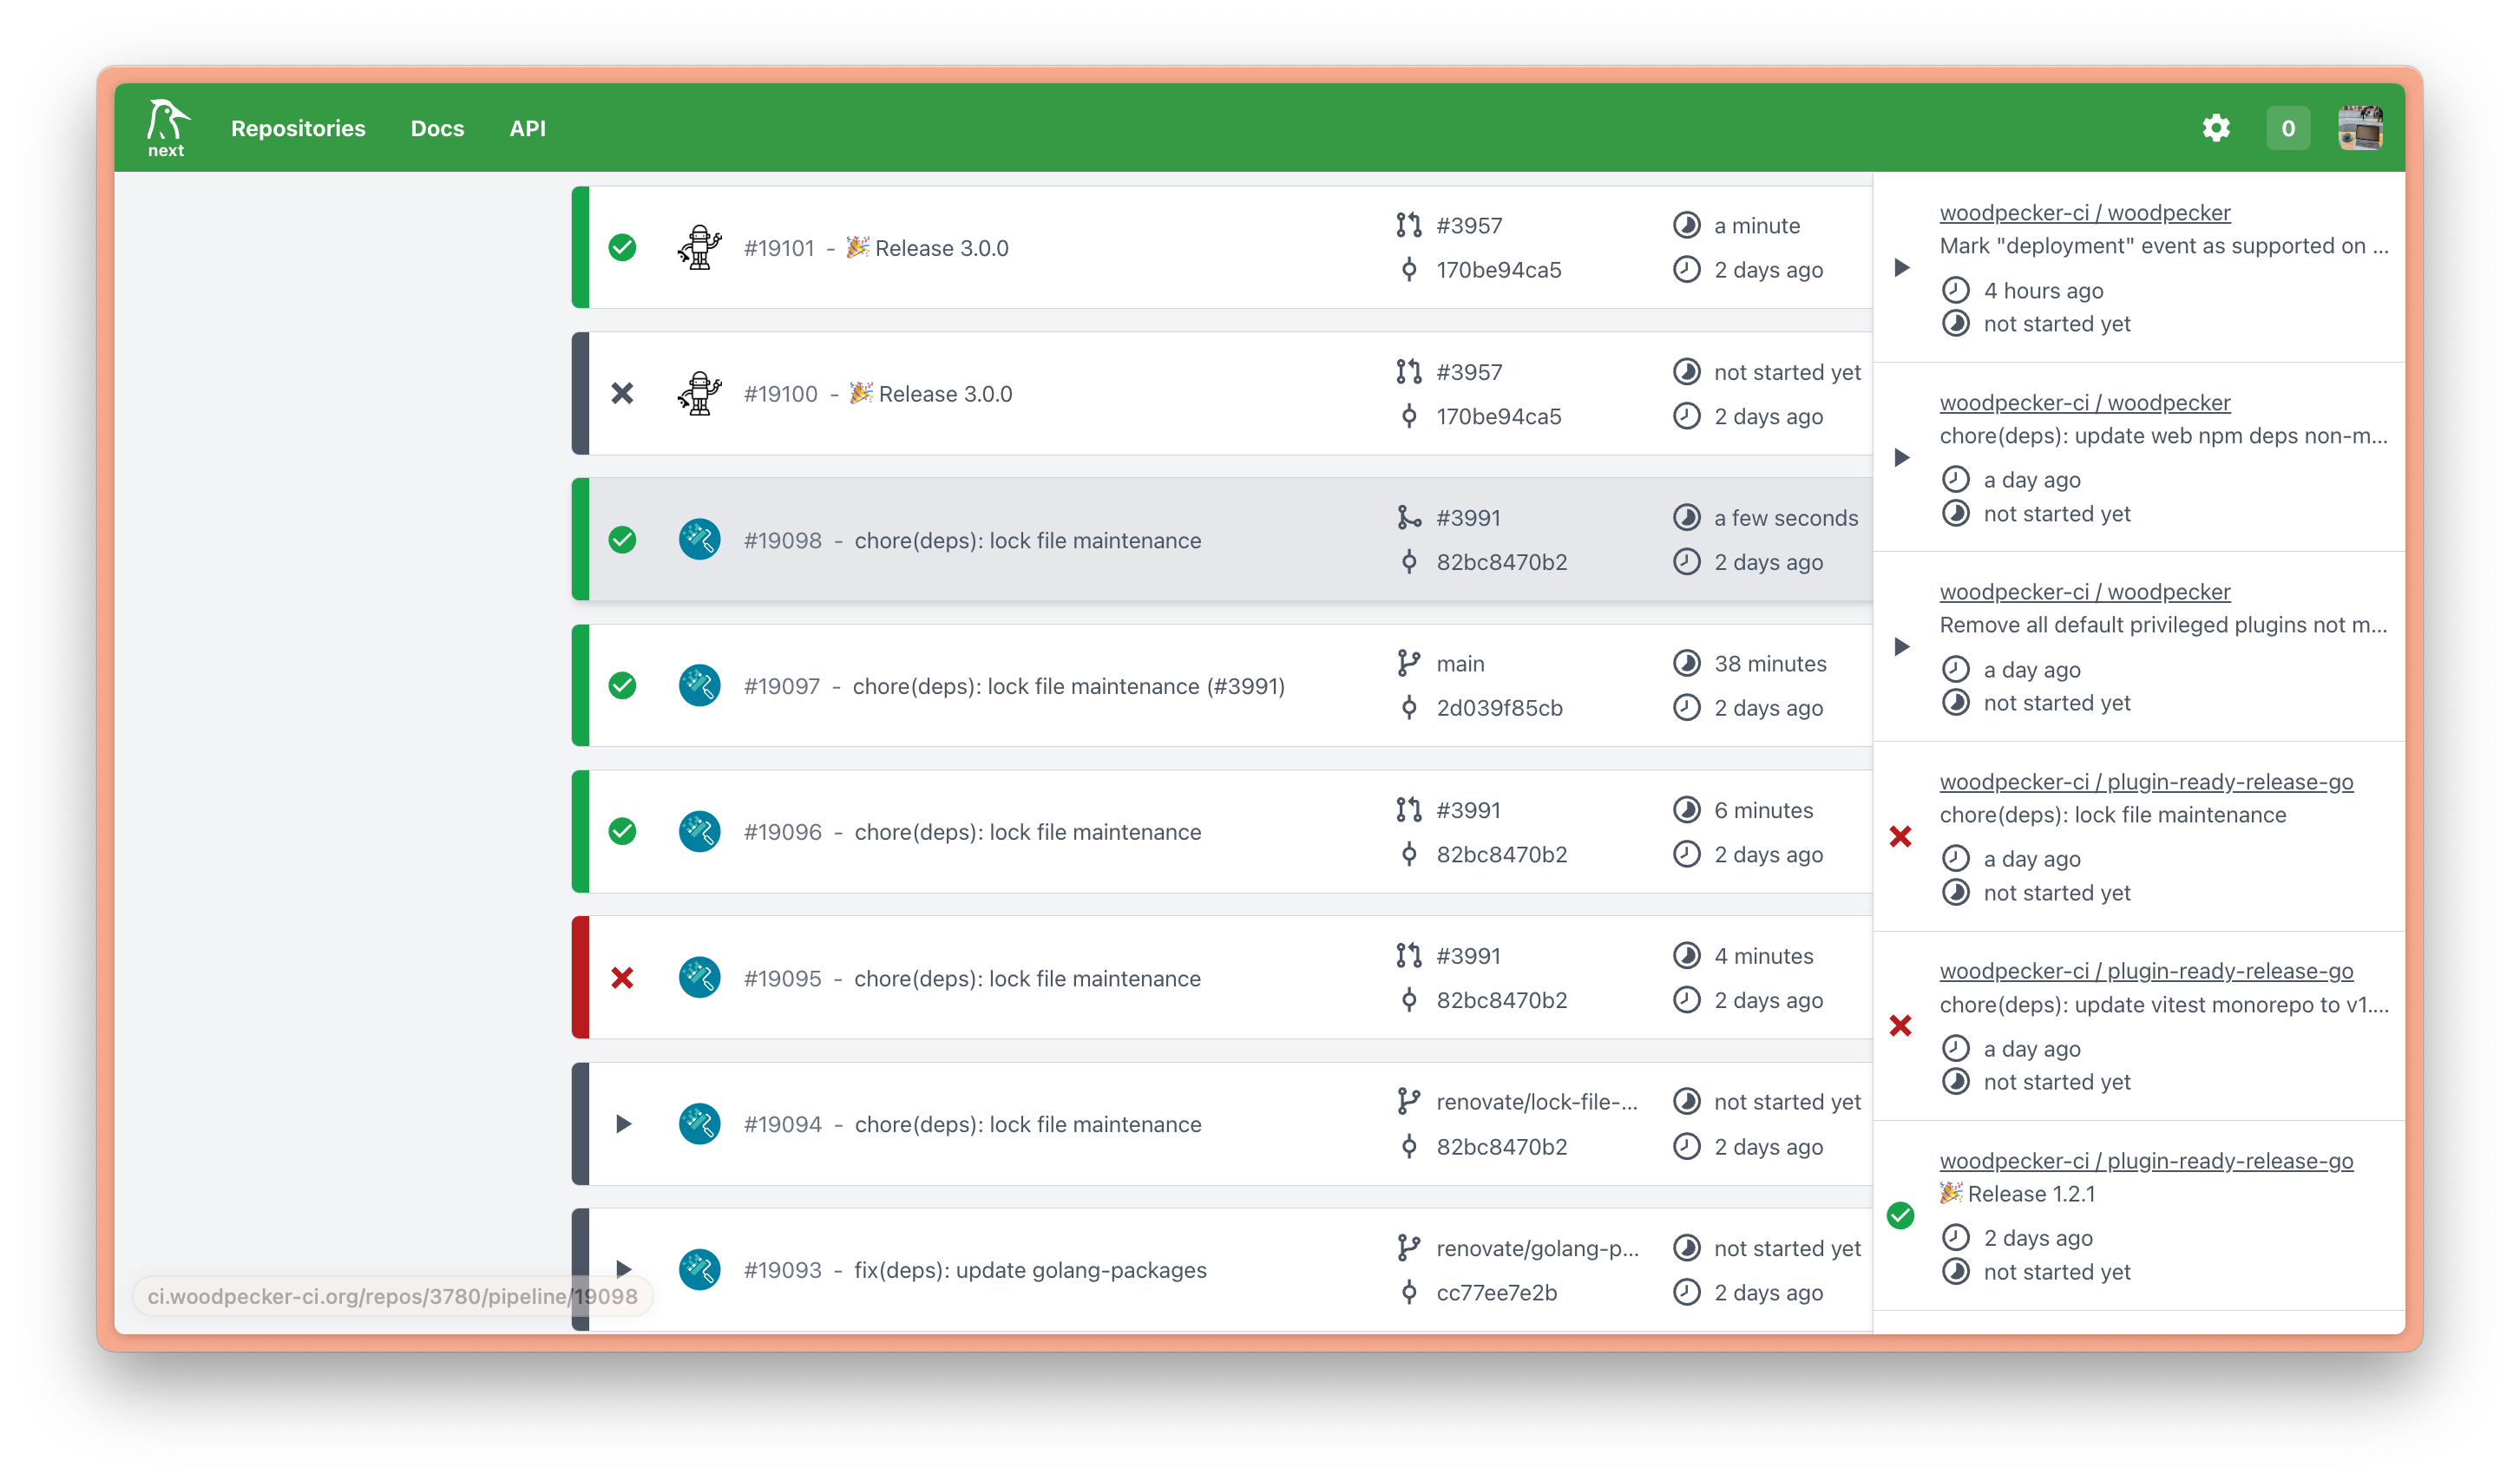 next
Repositories
Docs
API
0
#19101 - 🎉 Release 3.0.0
#3957
a minute
170be94ca5
2 days ago
#19100 - 🎉 Release 3.0.0
#3957
not started yet
170be94ca5
2 days ago
#19098 - chore(deps): lock file maintenance
#3991
a few seconds
82bc8470b2
2 days ago
#19097 - chore(deps): lock file maintenance (#3991)
main
38 minutes
2d039f85cb
2 days ago
#19096 - chore(deps): lock file maintenance
#3991
6 minutes
82bc8470b2
2 days ago
#19095 - chore(deps): lock file maintenance
#3991
4 minutes
82bc8470b2
2 days ago
#19094 - chore(deps): lock file maintenance
renovate/lock-file-...
not started yet
82bc8470b2
2 days ago
#19093 - fix(deps): update golang-packages
renovate/golang-p...
not started yet
cc77ee7e2b
2 days ago
woodpecker-ci / woodpecker
Mark "deployment" event as supported on ...
4 hours ago
not started yet
woodpecker-ci / woodpecker
chore(deps): update web npm deps non-m...
a day ago
not started yet
woodpecker-ci / woodpecker
Remove all default privileged plugins not m...
a day ago
not started yet
woodpecker-ci / plugin-ready-release-go
chore(deps): lock file maintenance
a day ago
not started yet
woodpecker-ci / plugin-ready-release-go
chore(deps): update vitest monorepo to v1....
a day ago
not started yet
woodpecker-ci / plugin-ready-release-go
🎉 Release 1.2.1
2 days ago
not started yet
ci.woodpecker-ci.org/repos/3780/pipeline/19098